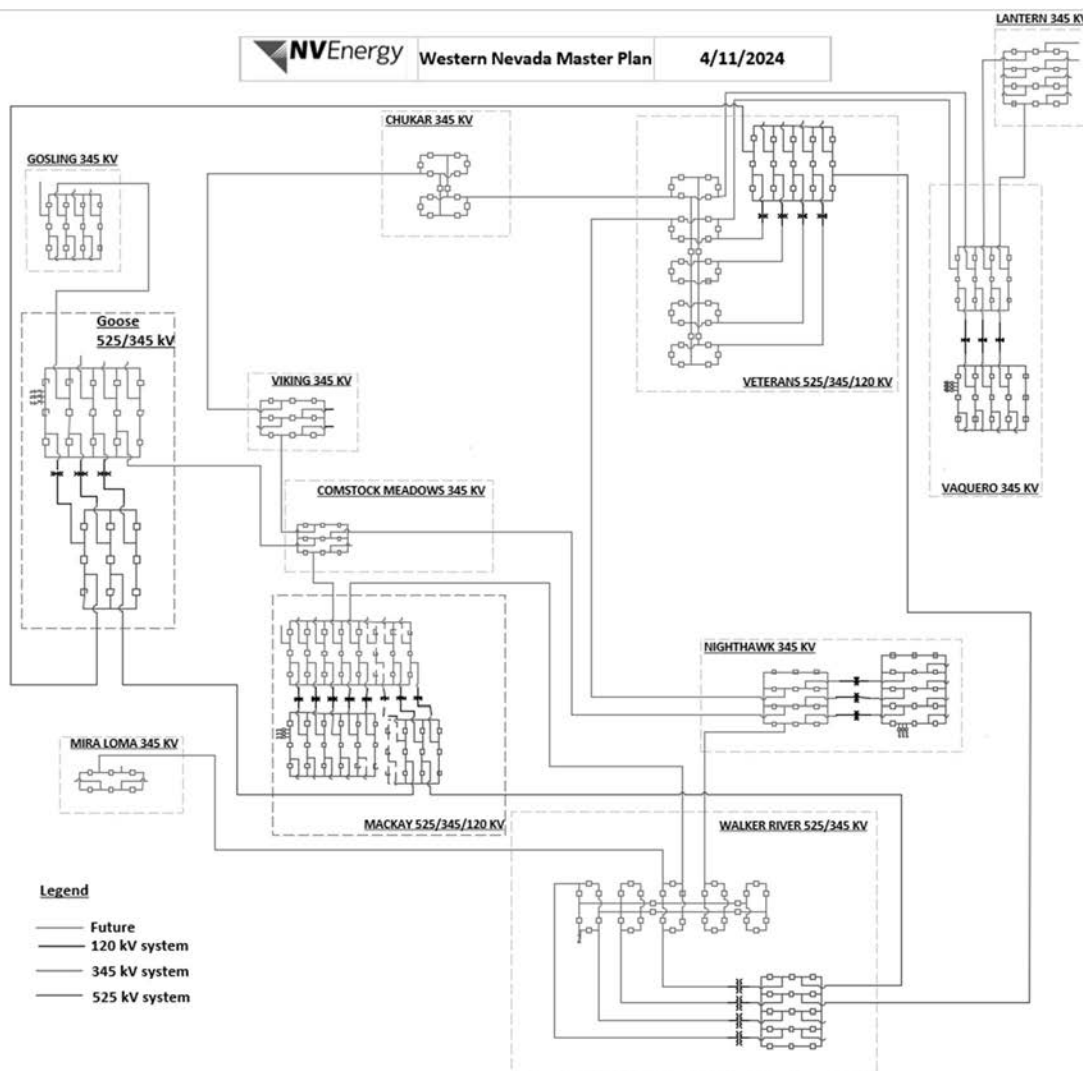 LANTERN 345 KV
NVEnergy Western Nevada Master Plan 4/11/2024
CHUKAR 345 KV
GOSLING 345 KV
Goose
525/345 kV
VIKING 345 KV
VETERANS 525/345/120 KV
COMSTOCK MEADOWS 345 KV
VAQUERO 345 KV
NIGHTHAWK 345 KV
MIRA LOMA 345 KV
MACKAY 525/345/120 KV
WALKER RIVER 525/345 KV
Legend
Future
120 kV system
345 kV system
525 kV system